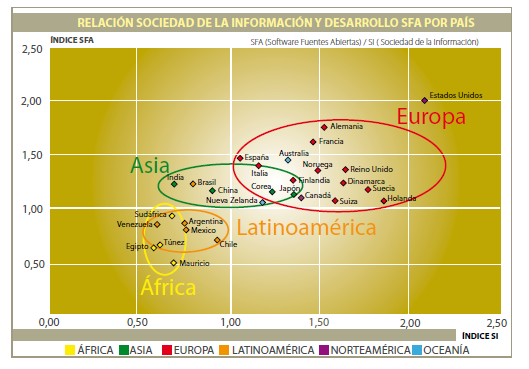 RELACIÓN SOCIEDAD DE LA INFORMACIÓN Y DESARROLLO SFA POR PAÍS
ÍNDICE SFA
SFA (Software Fuentes Abiertas) / SI ( Sociedad de la Información)
2,50
2,00
1,50
1,00
0,50
Estados Unidos
Europa
Alemania
Francia
Asia
España
Australia
Italia
Noruega
Reino Unido
India
Brasil
China
Corea
Finlandia
Japón
Dinamarca
Suecia
Nueva Zelanda
Canadá
Suiza
Holanda
Sudáfrica
Venezuela
Argentina
Mexico
Latinoamérica
Egipto
Túnez
Chile
Mauricio
África
0,00
0,50
1,00
1,50
2,00
2,50
ÍNDICE SI
ÁFRICA ASIA EUROPA LATINOAMÉRICA NORTEAMÉRICA OCEANÍA